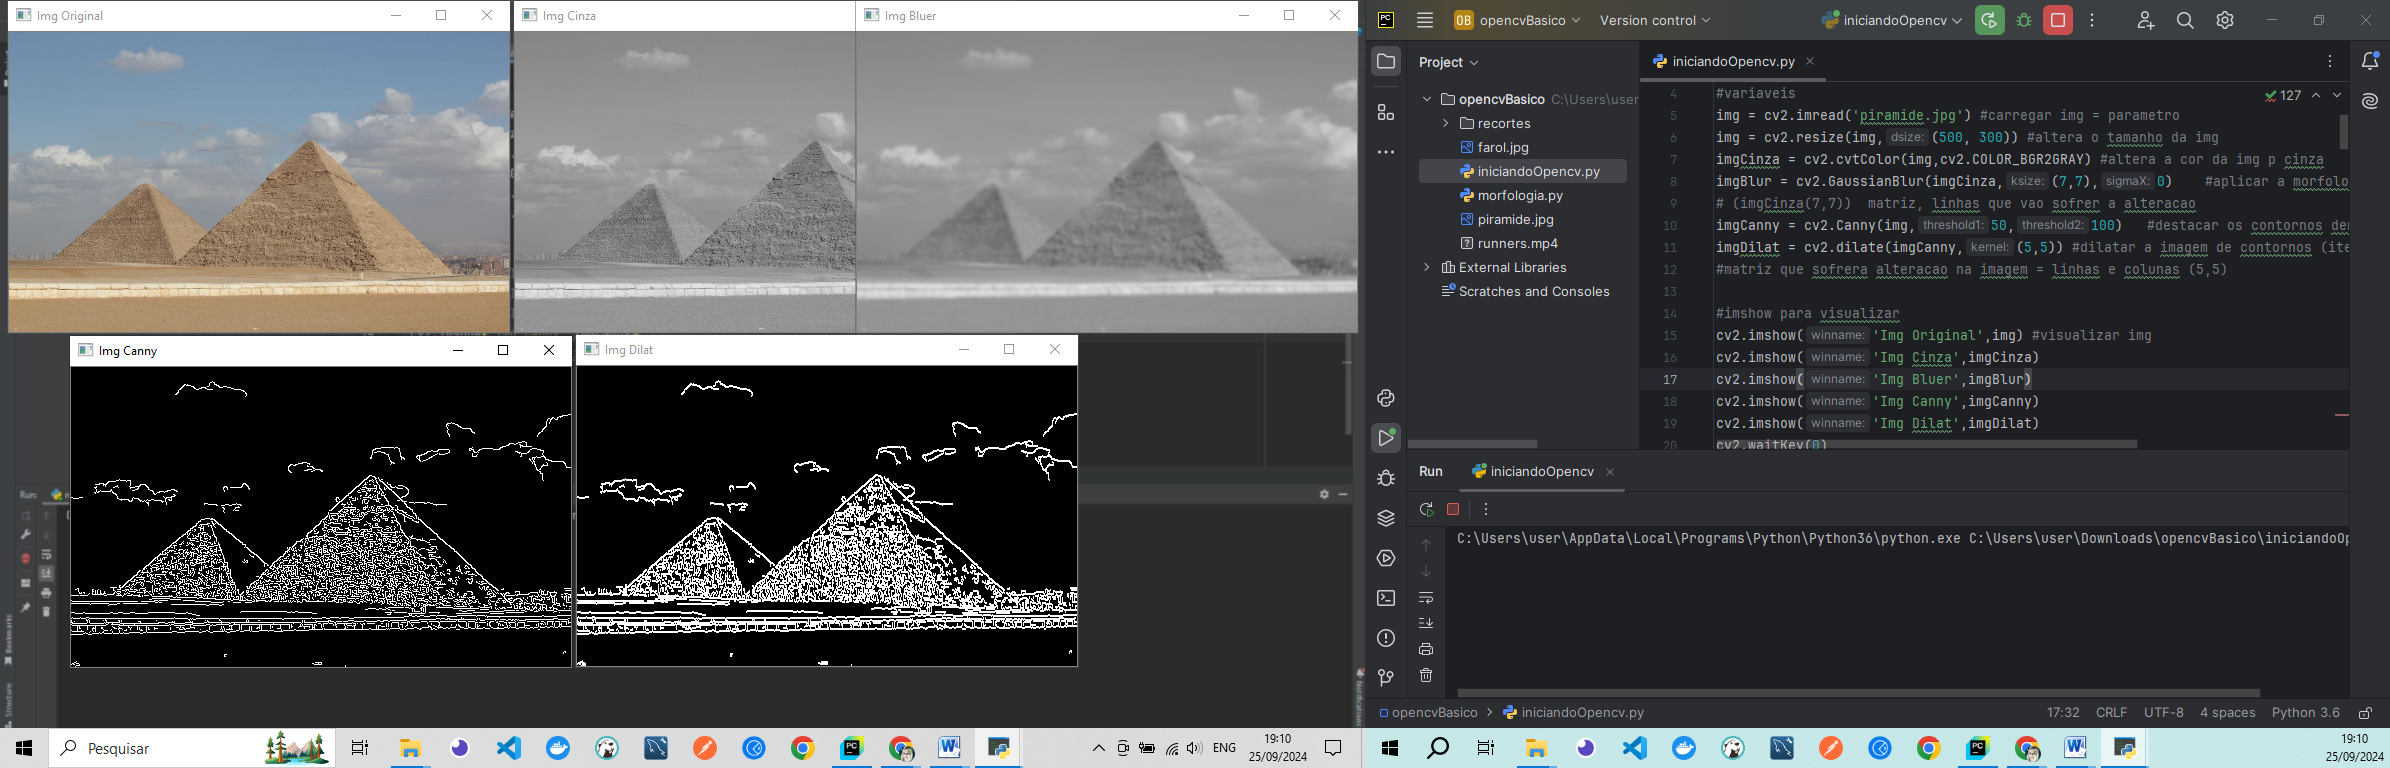 Img Original
Img Cinza
Img Bluer
Img Canny
Img Dilat
Run:
Bookmarks
Structure
Notifications
Pesquisar
ENG
19:10
25/09/2024
PC
OB opencvBasico
Version control
iniciandoOpencv
Project
iniciandoOpencv.py
opencvBasico C:\Users\user
recortes
farol.jpg
iniciandoOpencv.py
morfologia.py
piramide.jpg
runners.mp4
External Libraries
Scratches and Consoles
127
4 #variaveis
5 img = cv2.imread('piramide.jpg') #carregar img = parametro
6 img = cv2.resize(img, dsize: (500, 300)) #altera o tamanho da img
7 imgCinza = cv2.cvtColor(img,cv2.COLOR_BGR2GRAY) #altera a cor da img p cinza
8 imgBlur = cv2.GaussianBlur(imgCinza, ksize: (7,7), sigmaX: 0) #aplicar a morfolo
9 # (imgCinza(7,7)) matriz, linhas que vao sofrer a alteracao
10 imgCanny = cv2.Canny(img, threshold1: 50, threshold2: 100) #destacar os contornos der
11 imgDilat = cv2.dilate(imgCanny, kernel: (5,5)) #dilatar a imagem de contornos (ite
12 #matriz que sofrera alteracao na imagem = linhas e colunas (5,5)
13
14 #imshow para visualizar
15 cv2.imshow( winname: 'Img Original',img) #visualizar img
16 cv2.imshow( winname: 'Img Cinza',imgCinza)
17 cv2.imshow( winname: 'Img Bluer',imgBlur)
18 cv2.imshow( winname: 'Img Canny',imgCanny)
19 cv2.imshow( winname: 'Img Dilat',imgDilat)
20 cv2.waitKey(0)
Run
iniciandoOpencv
C:\Users\user\AppData\Local\Programs\Python\Python36\python.exe C:\Users\user\Downloads\opencvBasico\iniciandoOp
opencvBasico
iniciandoOpencv.py
17:32
CRLF
UTF-8
4 spaces
Python 3.6
19:10
25/09/2024